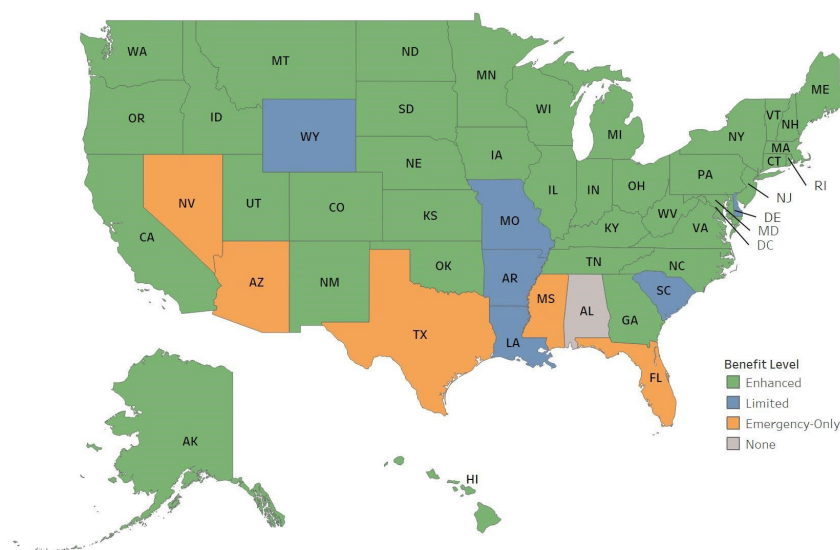 WA
MT
ND
MN
ME
OR
ID
WY
SD
WI
MI
VT
NH
NY
MA
CT
RI
NE
IA
PA
NJ
NV
UT
CO
KS
MO
IL
IN
OH
WV
VA
KY
DE
MD
DC
CA
AZ
NM
OK
AR
TN
NC
SC
TX
LA
MS
AL
GA
FL
AK
HI
Benefit Level
Enhanced
Limited
Emergency-Only
None